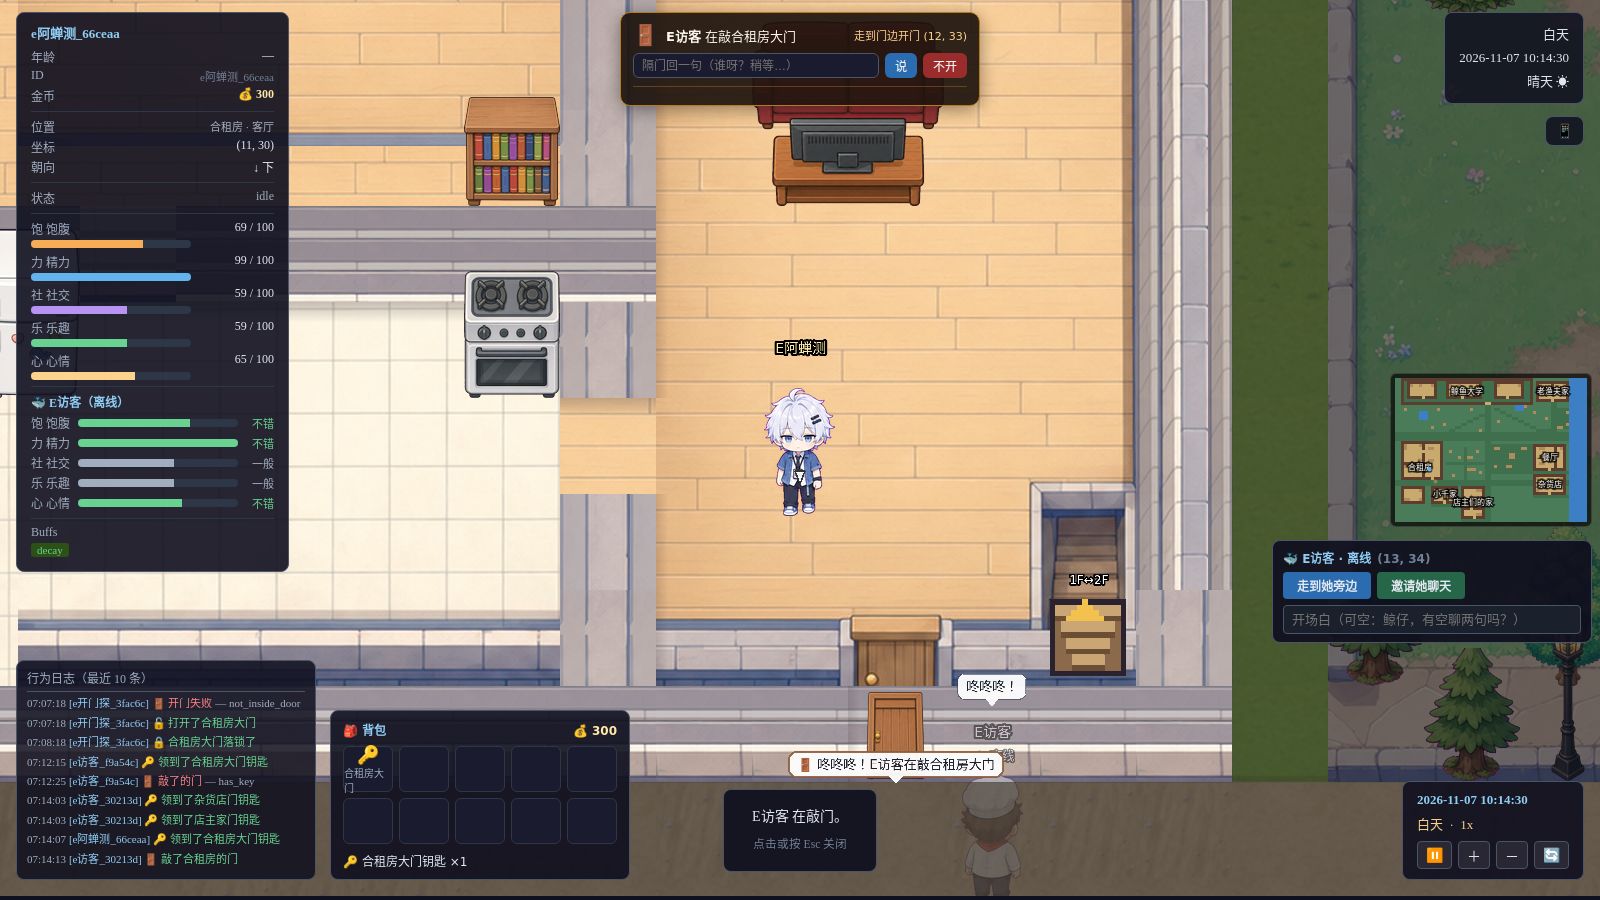 e阿蝉测_66ceaa
年龄 —
ID e阿蝉测_66ceaa
金币 300
位置 合租房 · 客厅
坐标 (11, 30)
朝向 ↓ 下
状态 idle
饱 饱腹 69 / 100
力 精力 99 / 100
社 社交 59 / 100
乐 乐趣 59 / 100
心 心情 65 / 100
E访客（离线）
饱 饱腹 不错
力 精力 不错
社 社交 一般
乐 乐趣 一般
心 心情 不错
Buffs
decay
E访客 在敲合租房大门 走到门边开门 (12, 33)
隔门回一句（谁呀？稍等…） 说 不开
白天
2026-11-07 10:14:30
晴天
E阿蝉测
1F↔2F
鲸鱼大学
老渔夫家
合租房
餐厅
杂货店
小千家
店主们的家
E访客 · 离线 (13, 34)
走到她旁边 邀请她聊天
开场白（可空：鲸仔，有空聊两句吗？）
咚咚咚！
E访客
线
咚咚咚！E访客在敲合租房大门
E访客 在敲门。
点击或按 Esc 关闭
行为日志（最近 10 条）
07:07:18 [e开门探_3fac6c] 开门失败 — not_inside_door
07:07:18 [e开门探_3fac6c] 打开了合租房大门
07:08:18 [e开门探_3fac6c] 合租房大门落锁了
07:12:15 [e访客_f9a54c] 领到了合租房大门钥匙
07:12:25 [e访客_f9a54c] 敲了的门 — has_key
07:14:03 [e访客_30213d] 领到了杂货店门钥匙
07:14:03 [e访客_30213d] 领到了店主家门钥匙
07:14:07 [e阿蝉测_66ceaa] 领到了合租房大门钥匙
07:14:13 [e访客_30213d] 敲了合租房的门
背包 300
合租房大门
合租房大门钥匙 ×1
2026-11-07 10:14:30
白天 · 1x